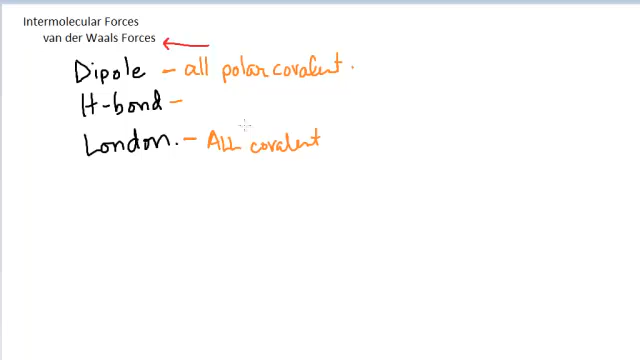 Intermolecular Forces
van der Waals Forces
Dipole - all polar covalent.
H-bond -
London. - ALL covalent